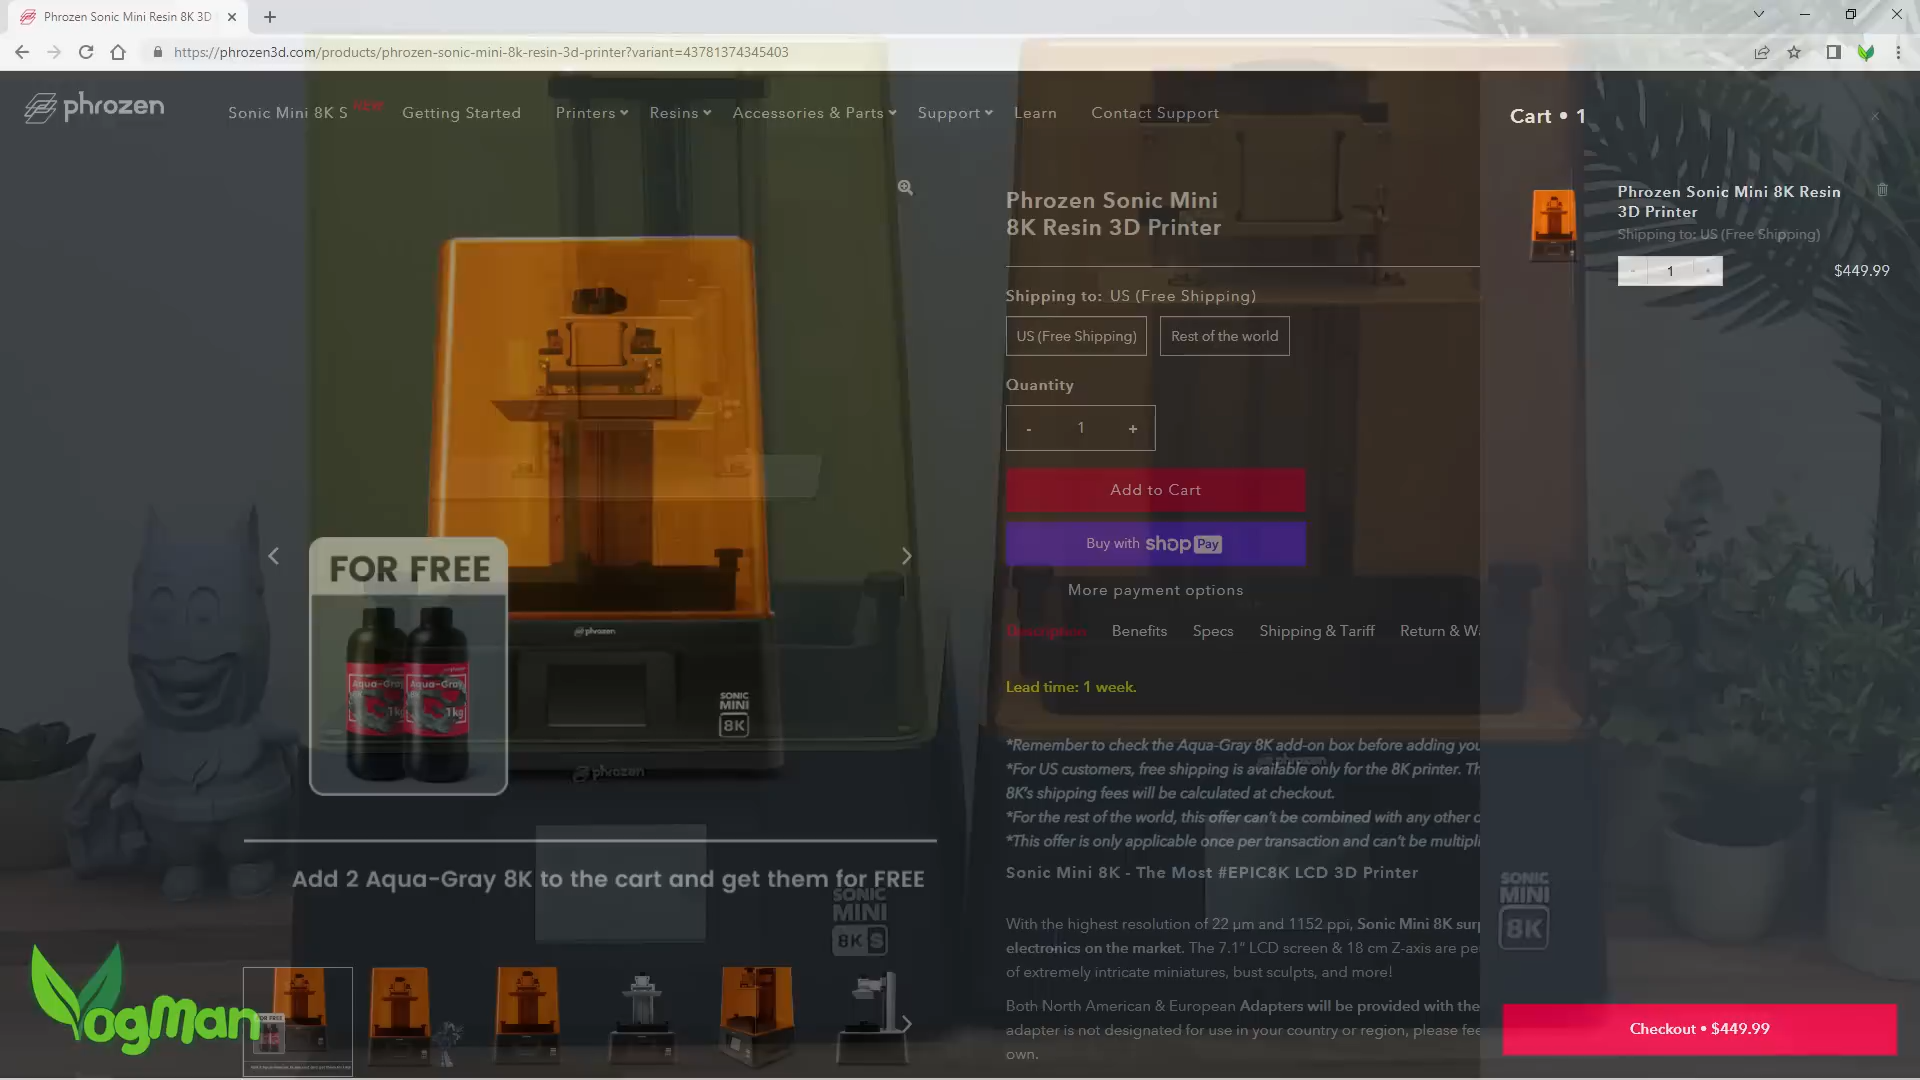 Phrozen Sonic Mini Resin 8K 3D
https://phrozen3d.com/products/phrozen-sonic-mini-8k-resin-3d-printer?variant=43781374345403
phrozen
Sonic Mini 8K S NEW Getting Started Printers Resins Accessories & Parts Support Learn Contact Support
Cart • 1
Phrozen Sonic Mini
8K Resin 3D Printer
Phrozen Sonic Mini 8K Resin
3D Printer
Shipping to: US (Free Shipping)
- 1 +
$449.99
Shipping to: US (Free Shipping)
US (Free Shipping) Rest of the world
Quantity
- 1 +
Add to Cart
Buy with shop Pay
More payment options
Description Benefits Specs Shipping & Tariff Return & Wa
Lead time: 1 week.
*Remember to check the Aqua-Gray 8K add-on box before adding you
*For US customers, free shipping is available only for the 8K printer. Th
8K's shipping fees will be calculated at checkout.
*For the rest of the world, this offer can't be combined with any other o
*This offer is only applicable once per transaction and can't be multipli
Sonic Mini 8K - The Most #EPIC8K LCD 3D Printer
With the highest resolution of 22 μm and 1152 ppi, Sonic Mini 8K surp
electronics on the market. The 7.1" LCD screen & 18 cm Z-axis are pe
of extremely intricate miniatures, bust sculpts, and more!
Both North American & European Adapters will be provided with the
adapter is not designated for use in your country or region, please fee
own.
FOR FREE
Aqua-Gray Aqua-Gray
8K
1kg 1kg
phrozen
SONIC
MINI
8K
phrozen
phrozen
Add 2 Aqua-Gray 8K to the cart and get them for FREE
SONIC
MINI
8K S
SONIC
MINI
8K
FOR FREE
YogMan
Checkout • $449.99